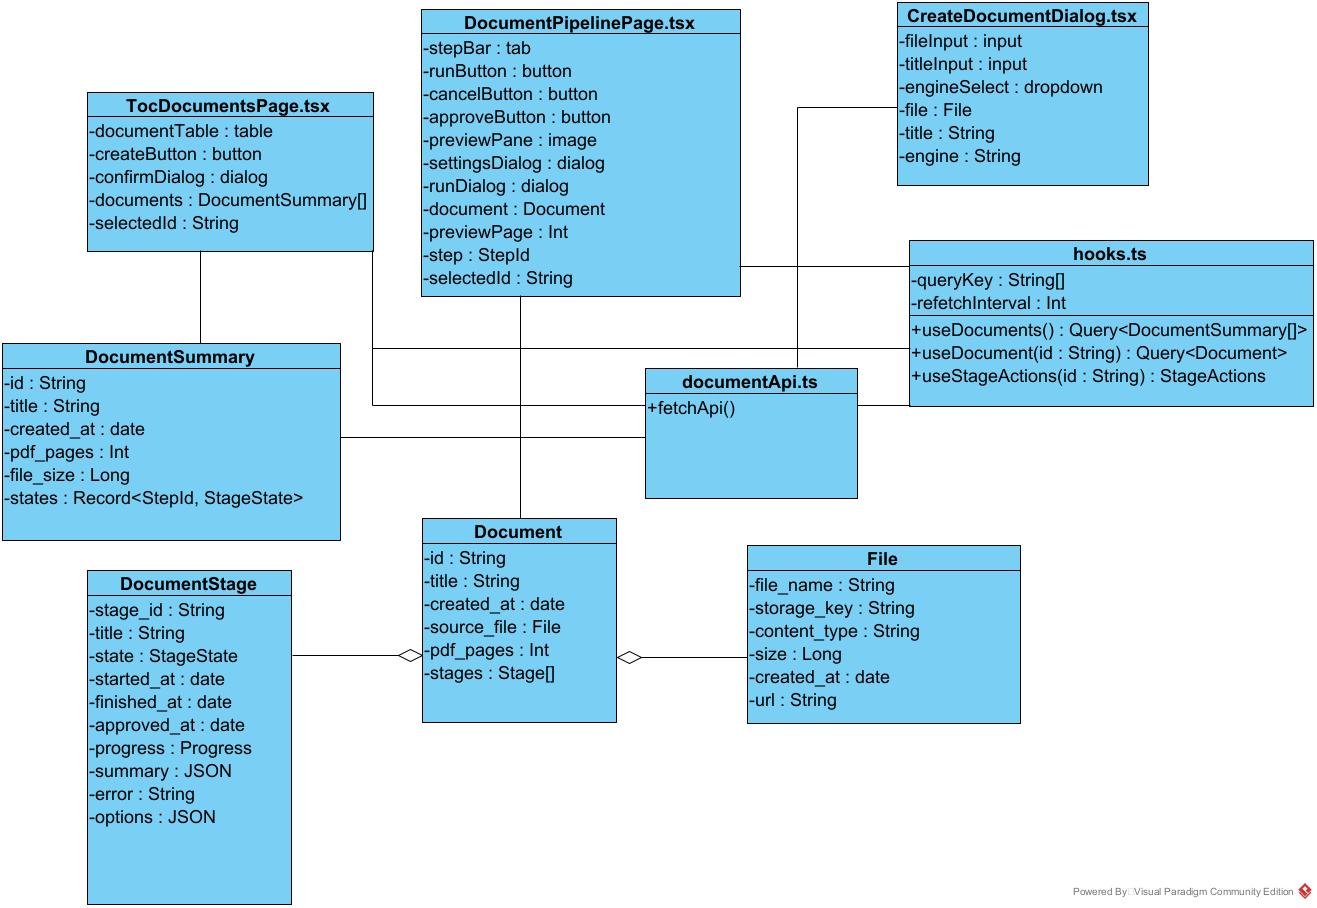 DocumentPipelinePage.tsx
-stepBar : tab
-runButton : button
-cancelButton : button
-approveButton : button
-previewPane : image
-settingsDialog : dialog
-runDialog : dialog
-document : Document
-previewPage : Int
-step : StepId
-selectedId : String
CreateDocumentDialog.tsx
-fileInput : input
-titleInput : input
-engineSelect : dropdown
-file : File
-title : String
-engine : String
TocDocumentsPage.tsx
-documentTable : table
-createButton : button
-confirmDialog : dialog
-documents : DocumentSummary[]
-selectedId : String
hooks.ts
-queryKey : String[]
-refetchInterval : Int
+useDocuments() : Query<DocumentSummary[]>
+useDocument(id : String) : Query<Document>
+useStageActions(id : String) : StageActions
DocumentSummary
-id : String
-title : String
-created_at : date
-pdf_pages : Int
-file_size : Long
-states : Record<StepId, StageState>
documentApi.ts
+fetchApi()
Document
-id : String
-title : String
-created_at : date
-source_file : File
-pdf_pages : Int
-stages : Stage[]
File
-file_name : String
-storage_key : String
-content_type : String
-size : Long
-created_at : date
-url : String
DocumentStage
-stage_id : String
-title : String
-state : StageState
-started_at : date
-finished_at : date
-approved_at : date
-progress : Progress
-summary : JSON
-error : String
-options : JSON
Powered By Visual Paradigm Community Edition